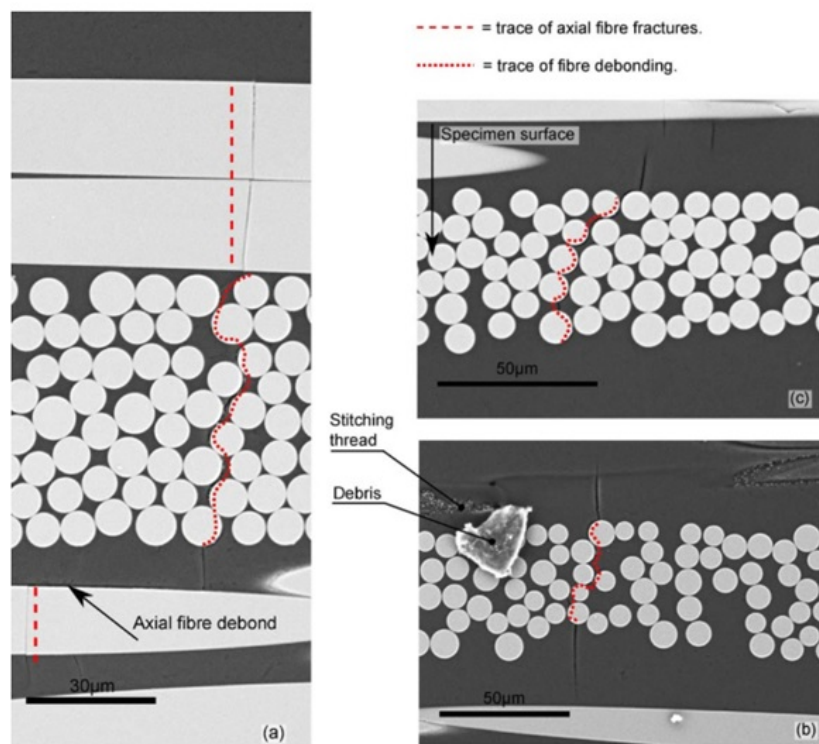 = trace of axial fibre fractures.
= trace of fibre debonding.
Axial fibre debond
30µm
(a)
Specimen surface
50µm
(c)
Stitching
thread
Debris
50µm
(b)